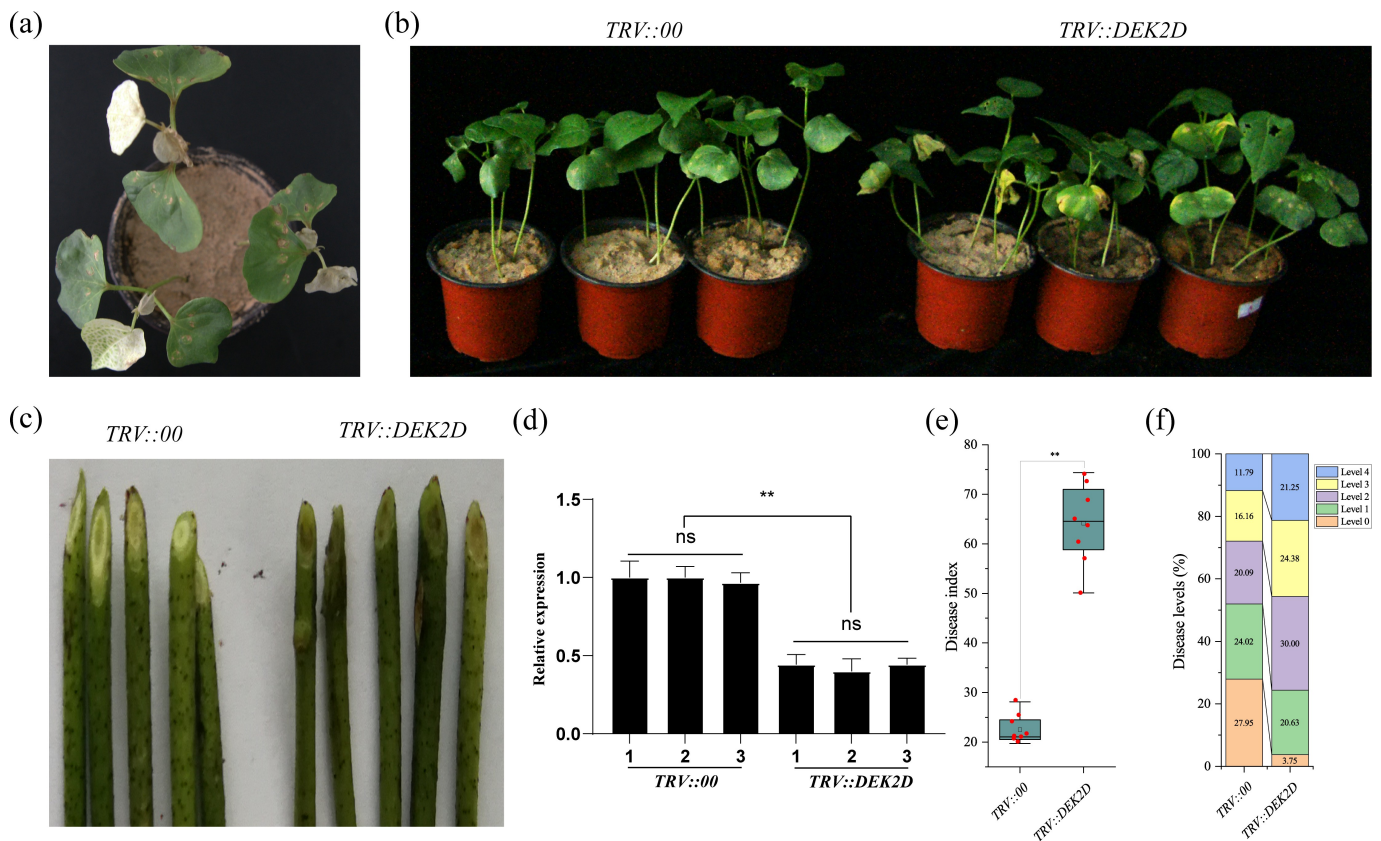 (a)
(b)
TRV::00
TRV::DEK2D
(c)
TRV::00
TRV::DEK2D
(d)
Relative expression
1.5
1.0
0.5
0.0
ns
**
ns
1 2 3 1 2 3
TRV::00 TRV::DEK2D
(e)
Disease index
80
70
60
50
40
30
20
**
TRV::00
TRV::DEK2D
(f)
Disease levels (%)
100
80
60
40
20
0
11.79
16.16
20.09
24.02
27.95
21.25
24.38
30.00
20.63
3.75
TRV::00
TRV::DEK2D
Level 4
Level 3
Level 2
Level 1
Level 0